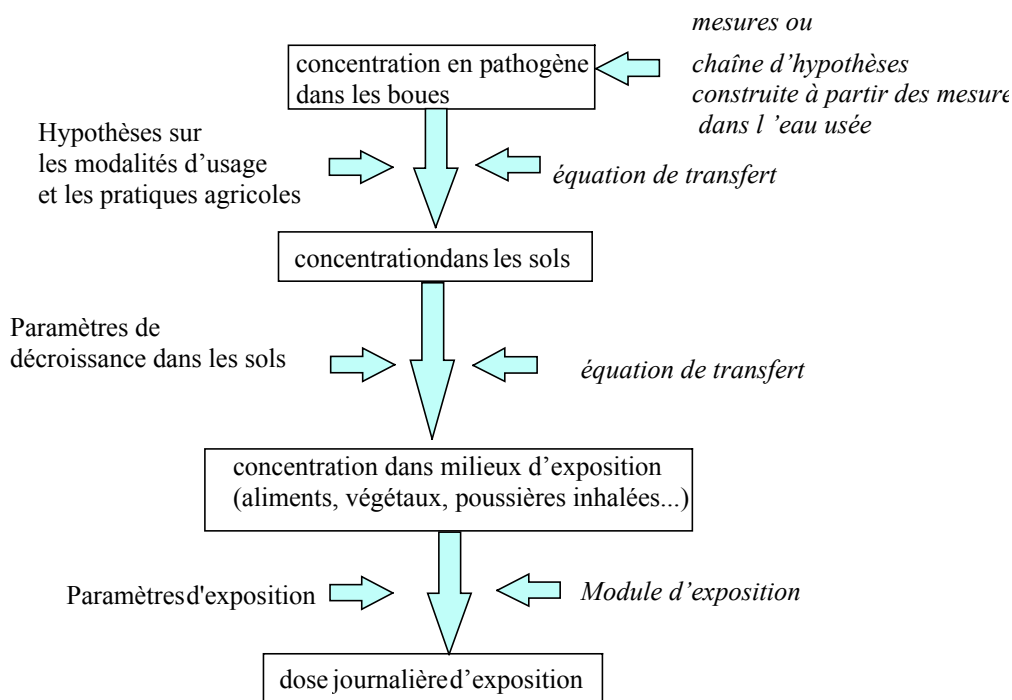 mesures ou
concentration en pathogène
dans les boues
chaîne d'hypothèses
construite à partir des mesure
dans l 'eau usée
Hypothèses sur
les modalités d'usage
et les pratiques agricoles
équation de transfert
concentrationdans les sols
Paramètres de
décroissance dans les sols
équation de transfert
concentration dans milieux d'exposition
(aliments, végétaux, poussières inhalées...)
Paramètresd'exposition
Module d'exposition
dose journalière d'exposition